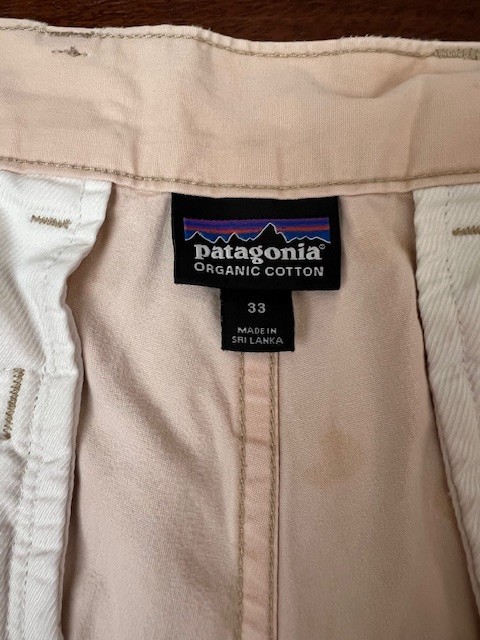 patagonia®
ORGANIC COTTON
33
MADE IN
SRI LANKA